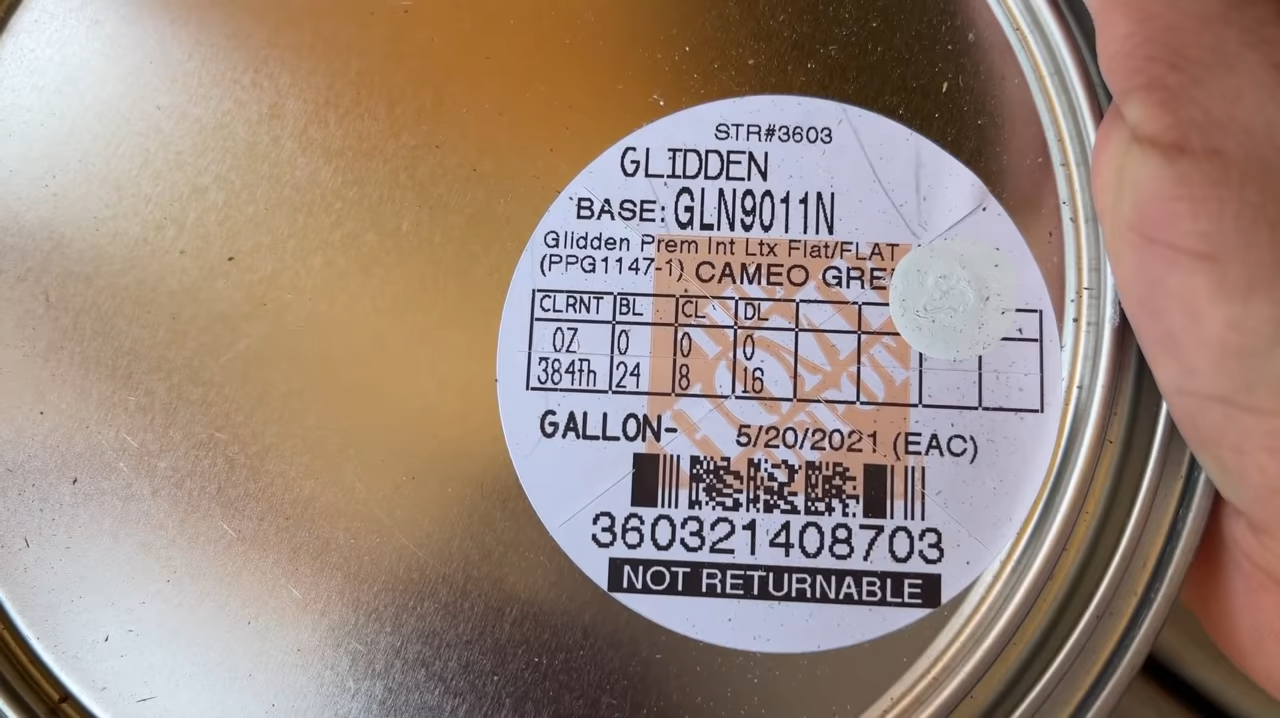 STR#3603
GLIDDEN
BASE: GLN9011N
Glidden Prem Int Ltx Flat/FLAT
(PPG1147-1) CAMEO GRE
CLRNT BL CL DL
OZ 0 0 0
384th 24 8 16
GALLON- 5/20/2021 (EAC)
360321408703
NOT RETURNABLE